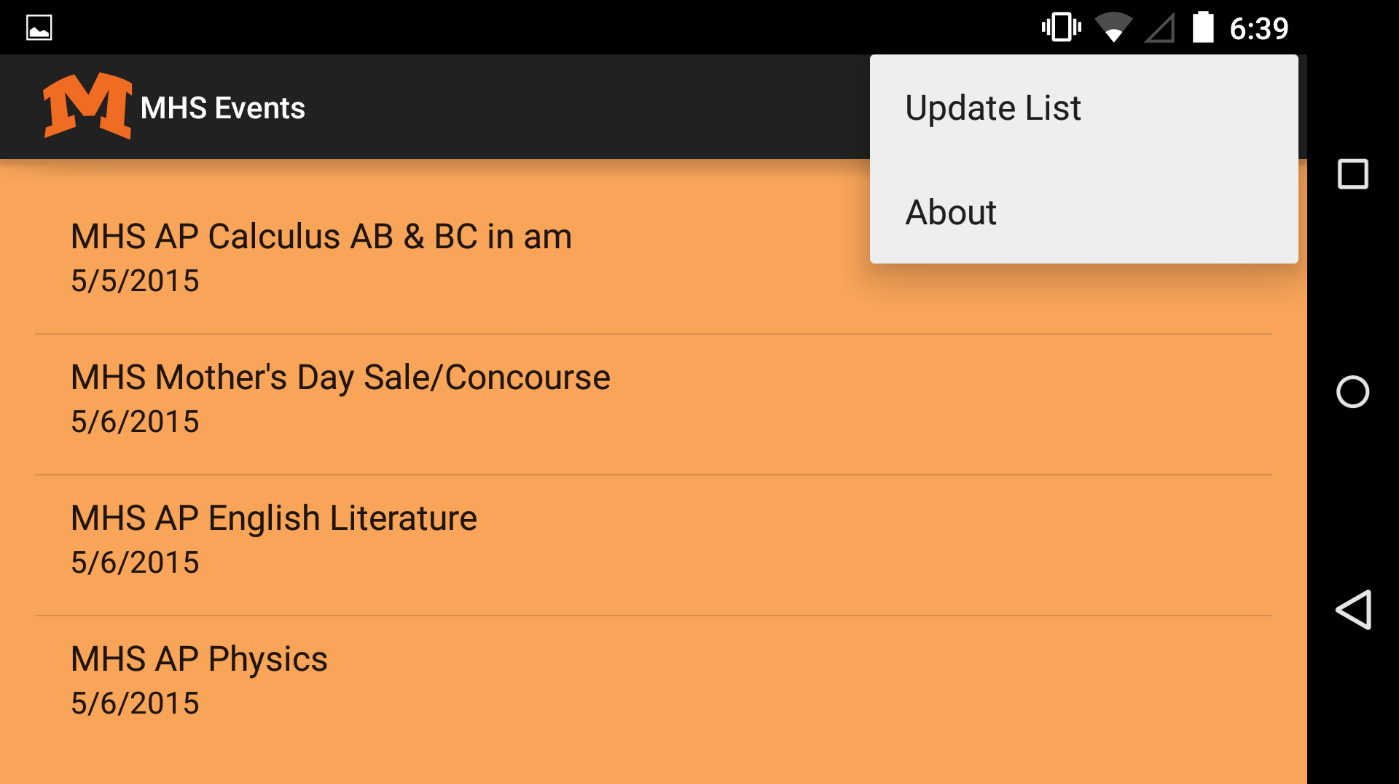 6:39
M MHS Events
Update List
About
MHS AP Calculus AB & BC in am
5/5/2015
MHS Mother's Day Sale/Concourse
5/6/2015
MHS AP English Literature
5/6/2015
MHS AP Physics
5/6/2015